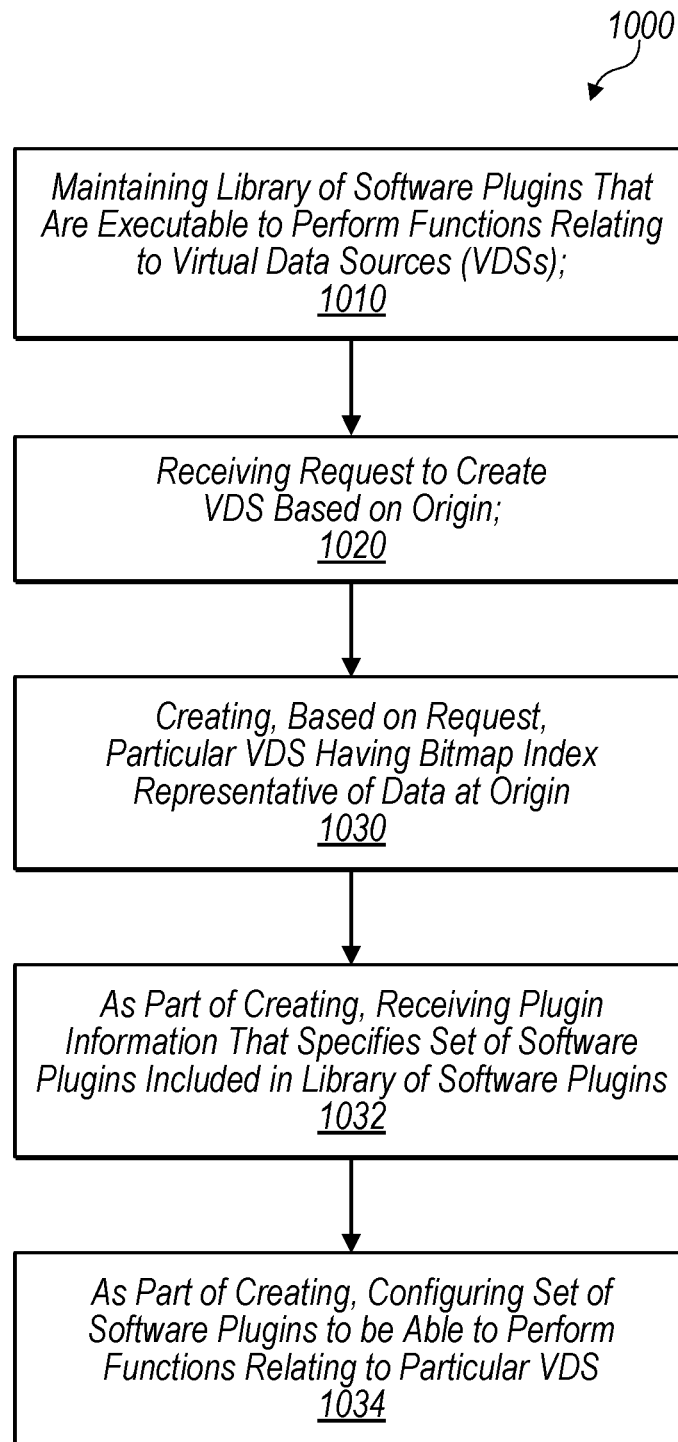 1000
Maintaining Library of Software Plugins That
Are Executable to Perform Functions Relating
to Virtual Data Sources (VDSs);
1010
Receiving Request to Create
VDS Based on Origin;
1020
Creating, Based on Request,
Particular VDS Having Bitmap Index
Representative of Data at Origin
1030
As Part of Creating, Receiving Plugin
Information That Specifies Set of Software
Plugins Included in Library of Software Plugins
1032
As Part of Creating, Configuring Set of
Software Plugins to be Able to Perform
Functions Relating to Particular VDS
1034